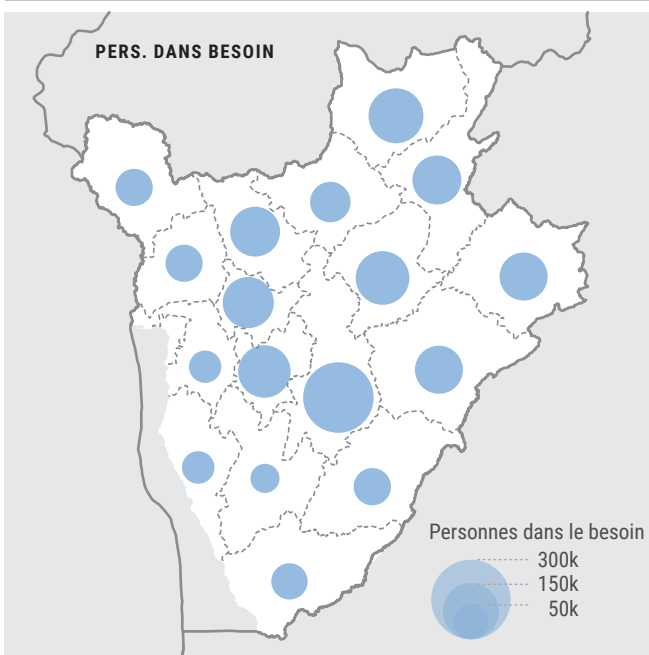 PERS. DANS BESOIN
Personnes dans le besoin
300k
150k
50k